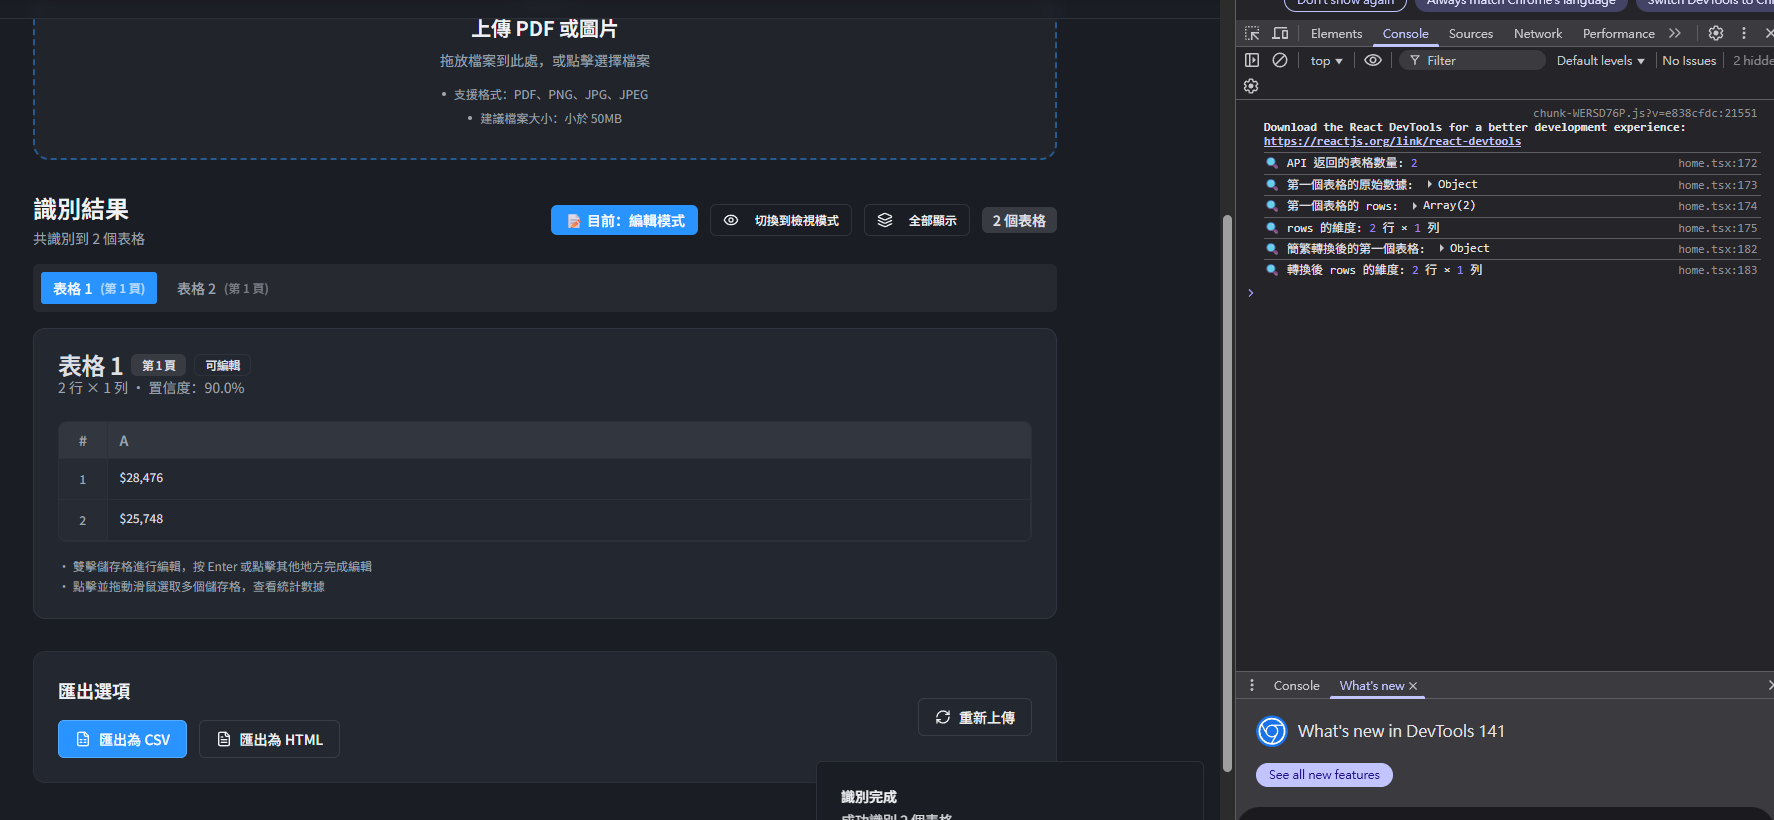 上傳 PDF 或圖片
拖放檔案到此處，或點擊選擇檔案
• 支援格式：PDF、PNG、JPG、JPEG
• 建議檔案大小：小於 50MB
識別結果
共識別到 2 個表格
目前：編輯模式
切換到檢視模式
全部顯示
2 個表格
表格 1 (第 1 頁)
表格 2 (第 1 頁)
表格 1 第 1 頁 可編輯
2 行 × 1 列 • 置信度：90.0%
# A
1 $28,476
2 $25,748
• 雙擊儲存格進行編輯，按 Enter 或點擊其他地方完成編輯
• 點擊並拖動滑鼠選取多個儲存格，查看統計數據
匯出選項
匯出為 CSV
匯出為 HTML
重新上傳
識別完成
成功識別 2 個表格
Don't show again
Always match Chrome's language
Switch DevTools to Chi
Elements Console Sources Network Performance
top Filter Default levels No Issues 2 hidde
chunk-WERSD76P.js?v=e838cfdc:21551
Download the React DevTools for a better development experience:
https://reactjs.org/link/react-devtools
API 返回的表格數量: 2 home.tsx:172
第一個表格的原始數據: Object home.tsx:173
第一個表格的 rows: Array(2) home.tsx:174
rows 的維度: 2 行 × 1 列 home.tsx:175
簡繁轉換後的第一個表格: Object home.tsx:182
轉換後 rows 的維度: 2 行 × 1 列 home.tsx:183
Console What's new
What's new in DevTools 141
See all new features